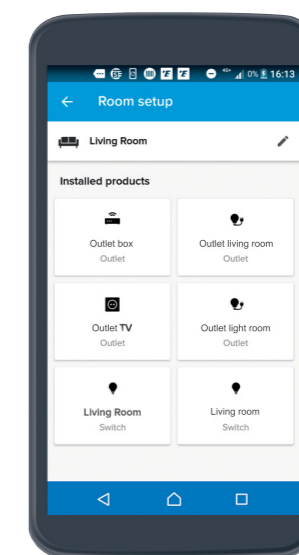 0% 16:13
Room setup
Living Room
Installed products
Outlet box
Outlet
Outlet living room
Outlet
Outlet TV
Outlet
Outlet light room
Outlet
Living Room
Switch
Living room
Switch